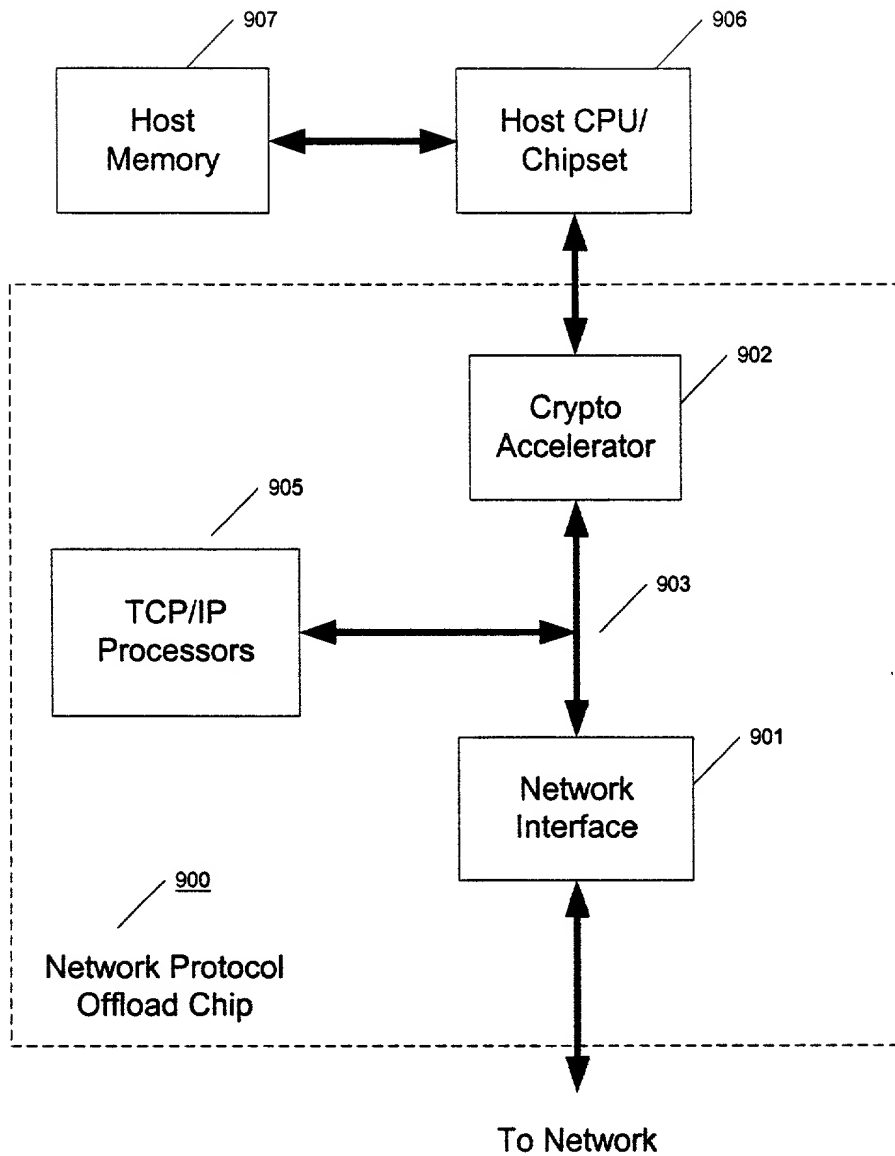 907
906
Host
Memory
Host CPU/
Chipset
902
Crypto
Accelerator
905
903
TCP/IP
Processors
901
Network
Interface
900
Network Protocol
Offload Chip
To Network